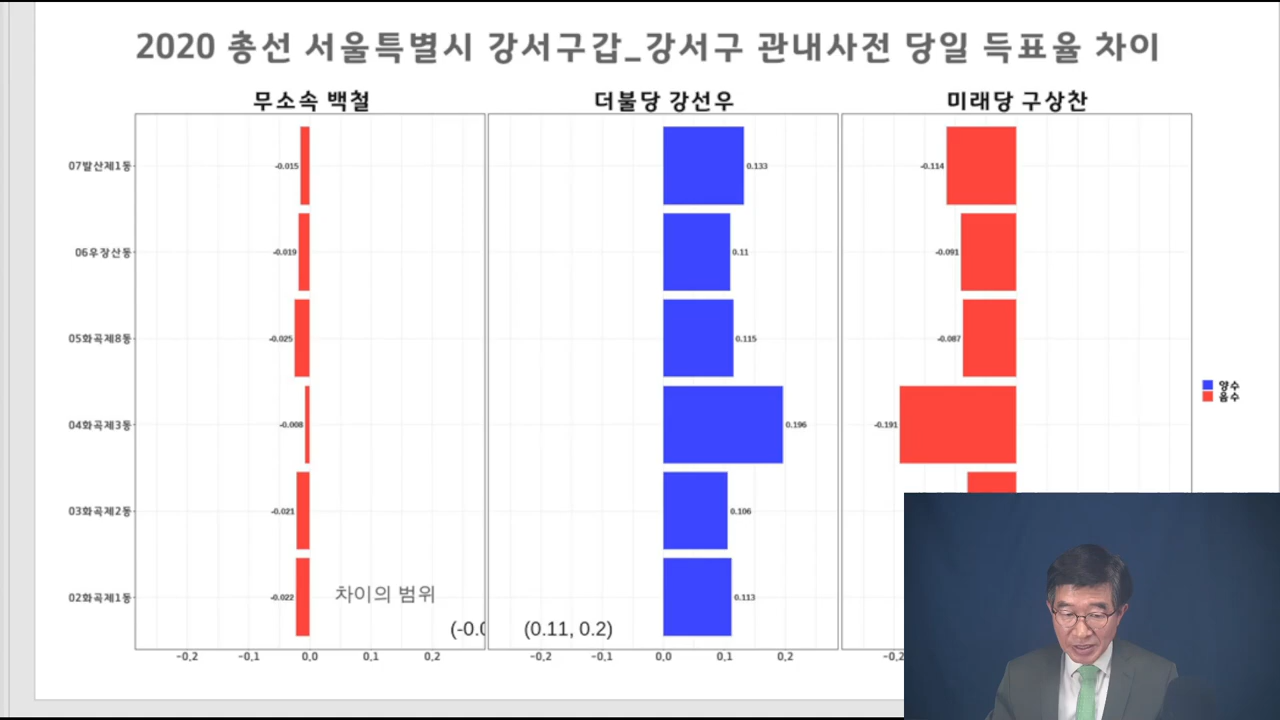 2020 총선 서울특별시 강서구갑_강서구 관내사전 당일 득표율 차이
무소속 백철 더불당 강선우 미래당 구상찬
07발산제1동 -0.015 0.133 -0.114
06우장산동 -0.019 0.11 -0.091
05화곡제8동 -0.025 0.115 -0.087
양수
음수
04화곡제3동 -0.008 0.196 -0.191
03화곡제2동 -0.021 0.106
02화곡제1동 -0.022 차이의 범위 0.113
(-0.0 (0.11, 0.2)
-0,2 -0,1 0,0 0,1 0,2 -0,2 -0,1 0,0 0,1 0,2 -0,2